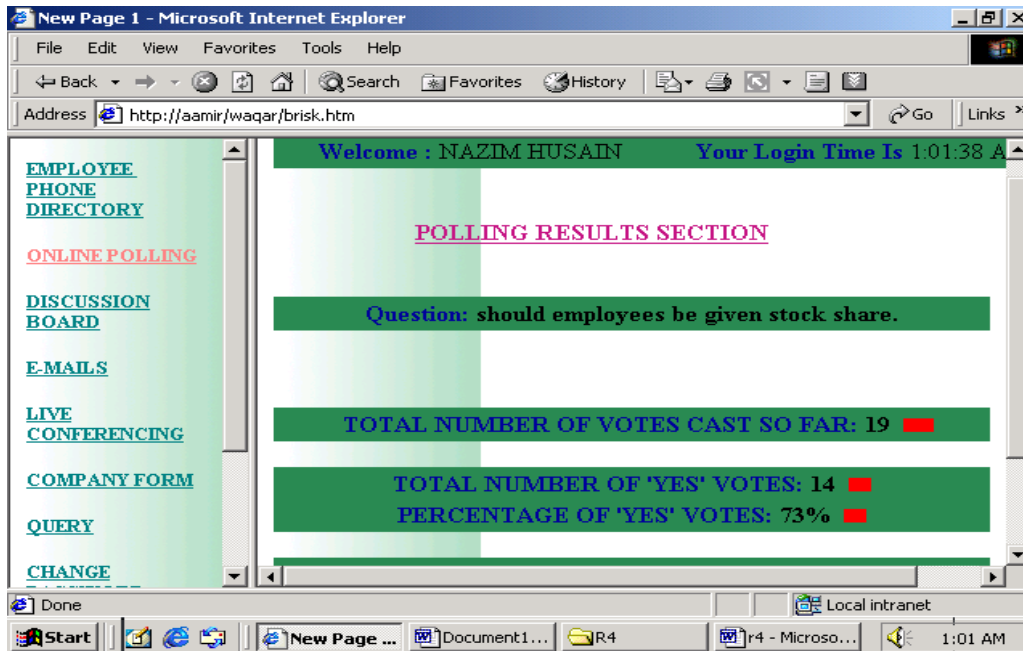 New Page 1 - Microsoft Internet Explorer
File Edit View Favorites Tools Help
Back Search Favorites History
Address http://aamir/waqar/brisk.htm Go Links »
EMPLOYEE
PHONE
DIRECTORY
ONLINE POLLING
DISCUSSION
BOARD
E-MAILS
LIVE
CONFERENCING
COMPANY FORM
QUERY
CHANGE
Welcome : NAZIM HUSAIN Your Login Time Is 1:01:38 A
POLLING RESULTS SECTION
Question: should employees be given stock share.
TOTAL NUMBER OF VOTES CAST SO FAR: 19
TOTAL NUMBER OF 'YES' VOTES: 14
PERCENTAGE OF 'YES' VOTES: 73%
Done Local intranet
Start New Page ... Document1... R4 r4 - Microso... 1:01 AM